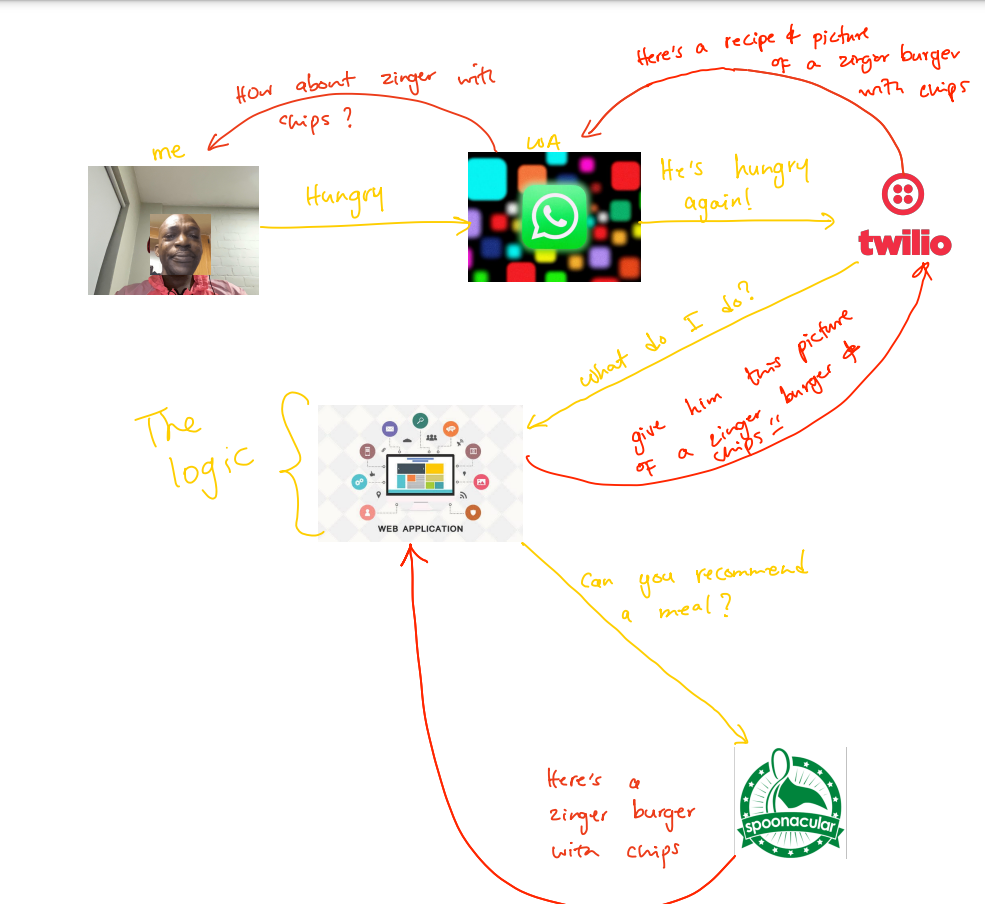 Here's a recipe & picture
of a zinger burger
with chips
How about zinger with
chips?
me
WA
Hungry
He's hungry
again!
twilio
what do I do?
give him this picture
of a zinger burger &
chips!!
The
logic
WEB APPLICATION
Can you recommend
a meal?
Here's a
zinger burger
with chips
spoonacular